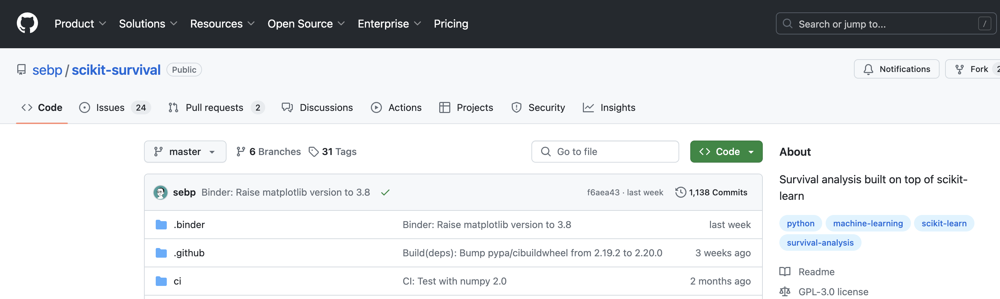 Product Solutions Resources Open Source Enterprise Pricing Search or jump to... /
sebp / scikit-survival Public Notifications Fork
Code Issues 24 Pull requests 2 Discussions Actions Projects Security Insights
master 6 Branches 31 Tags Go to file Code
About
sebp Binder: Raise matplotlib version to 3.8 f6aea43 · last week 1,138 Commits
Survival analysis built on top of scikit-
learn
.binder Binder: Raise matplotlib version to 3.8 last week
python machine-learning scikit-learn
survival-analysis
.github Build(deps): Bump pypa/cibuildwheel from 2.19.2 to 2.20.0 3 weeks ago
Readme
ci CI: Test with numpy 2.0 2 months ago
GPL-3.0 license